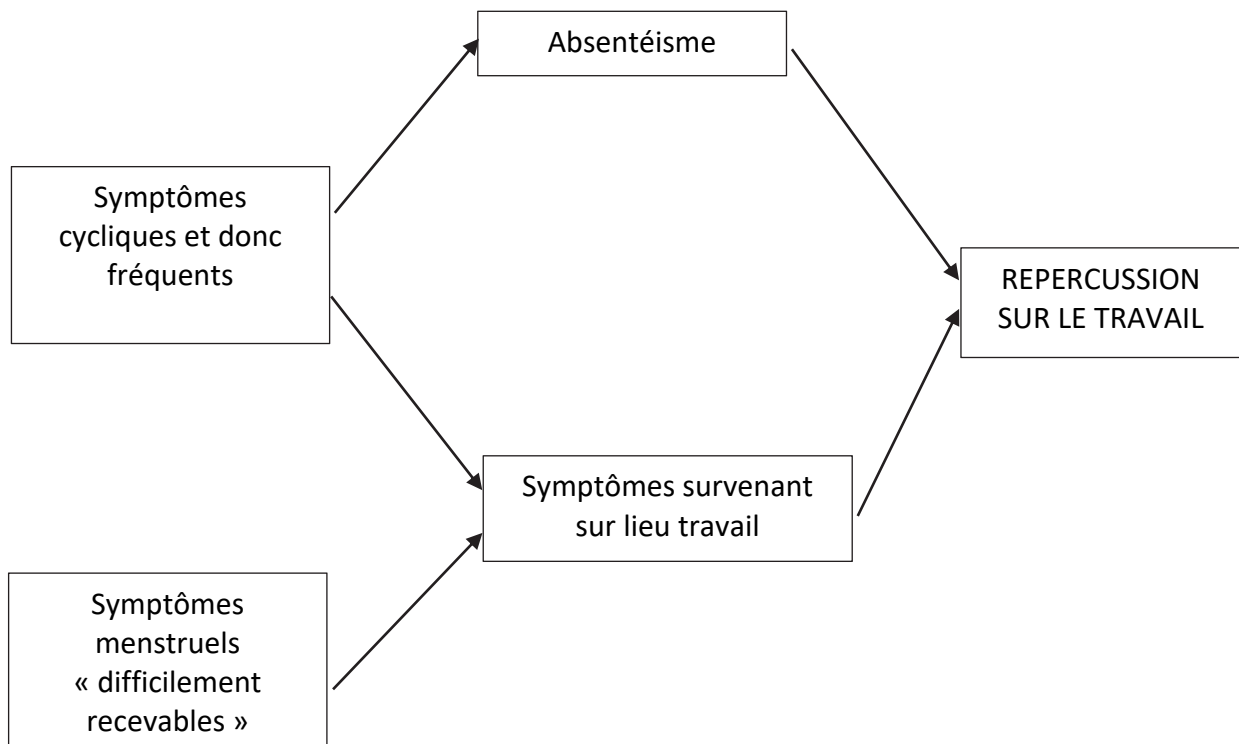 Absentéisme
Symptômes
cycliques et donc
fréquents
REPERCUSSION
SUR LE TRAVAIL
Symptômes survenant
sur lieu travail
Symptômes
menstruels
« difficilement
recevables »